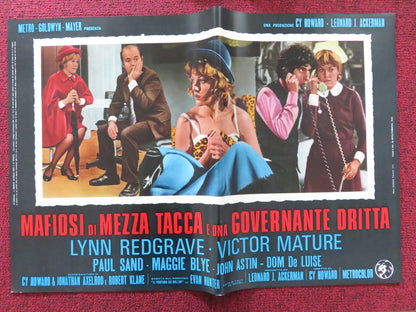 METRO - GOLDWYN - MAYER PRESENTA
UNA PRODUZIONE CY HOWARD - LEONARD J. ACKERMAN
MAFIOSI DI MEZZA TACCA E UNA GOVERNANTE DRITTA
LYNN REDGRAVE · VICTOR MATURE
PAUL SAND · MAGGIE BLYE · JOHN ASTIN · DOM De LUISE
CY HOWARD & JONATHAN AXELROD e ROBERT KLANE
EVAN HUNTER
LEONARD J. ACKERMAN
CY HOWARD
METROCOLOR